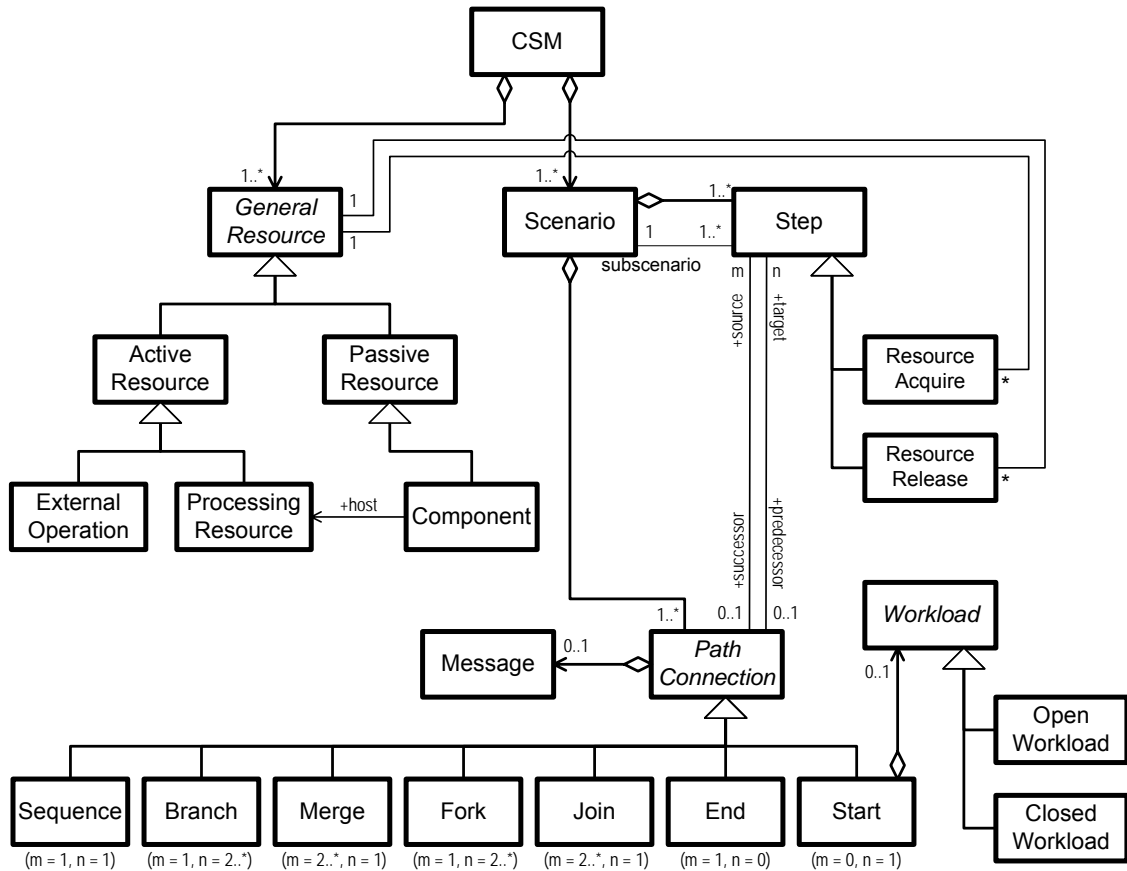 CSM
1..*
1..*
1..*
General
Resource
1
1
Scenario
Step
1
1..*
subscenario
m
n
+source
+target
Active
Resource
Passive
Resource
Resource
Acquire
*
Resource
Release
*
External
Operation
Processing
Resource
+host
Component
+successor
+predecessor
1..*
0..1
0..1
Workload
Message
0..1
Path
Connection
0..1
Open
Workload
Sequence
Branch
Merge
Fork
Join
End
Start
Closed
Workload
(m = 1, n = 1)
(m = 1, n = 2..*)
(m = 2..*, n = 1)
(m = 1, n = 2..*)
(m = 2..*, n = 1)
(m = 1, n = 0)
(m = 0, n = 1)